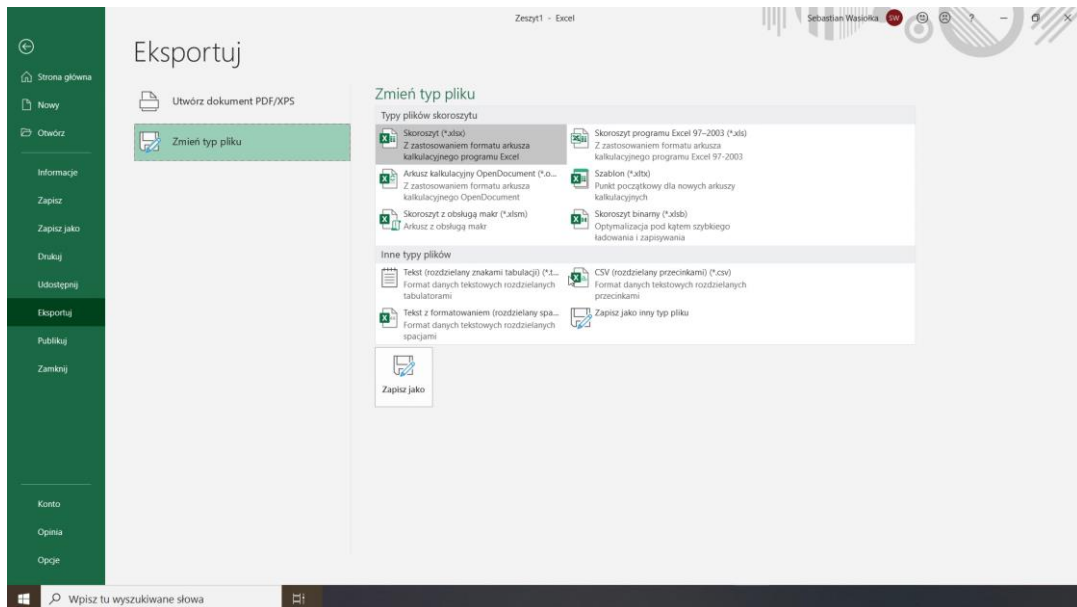 Zeszyt1 - Excel
Sebastian Wasiołka
SW
?
Strona główna
Nowy
Otwórz
Informacje
Zapisz
Zapisz jako
Drukuj
Udostępnij
Eksportuj
Publikuj
Zamknij
Konto
Opinia
Opcje
Eksportuj
Utwórz dokument PDF/XPS
Zmień typ pliku
Zmień typ pliku
Typy plików skoroszytu
Skoroszyt (*.xlsx)
Z zastosowaniem formatu arkusza
kalkulacyjnego programu Excel
Skoroszyt programu Excel 97–2003 (*.xls)
Z zastosowaniem formatu arkusza
kalkulacyjnego programu Excel 97-2003
Arkusz kalkulacyjny OpenDocument (*.o...
Z zastosowaniem formatu arkusza
kalkulacyjnego OpenDocument
Szablon (*.xltx)
Punkt początkowy dla nowych arkuszy
kalkulacyjnych
Skoroszyt z obsługą makr (*.xlsm)
Arkusz z obsługą makr
Skoroszyt binarny (*.xlsb)
Optymalizacja pod kątem szybkiego
ładowania i zapisywania
Inne typy plików
Tekst (rozdzielany znakami tabulacji) (*.t...
Format danych tekstowych rozdzielanych
tabulatorami
CSV (rozdzielany przecinkami) (*.csv)
Format danych tekstowych rozdzielanych
przecinkami
Tekst z formatowaniem (rozdzielany spa...
Format danych tekstowych rozdzielanych
spacjami
Zapisz jako inny typ pliku
Zapisz jako
Wpisz tu wyszukiwane słowa